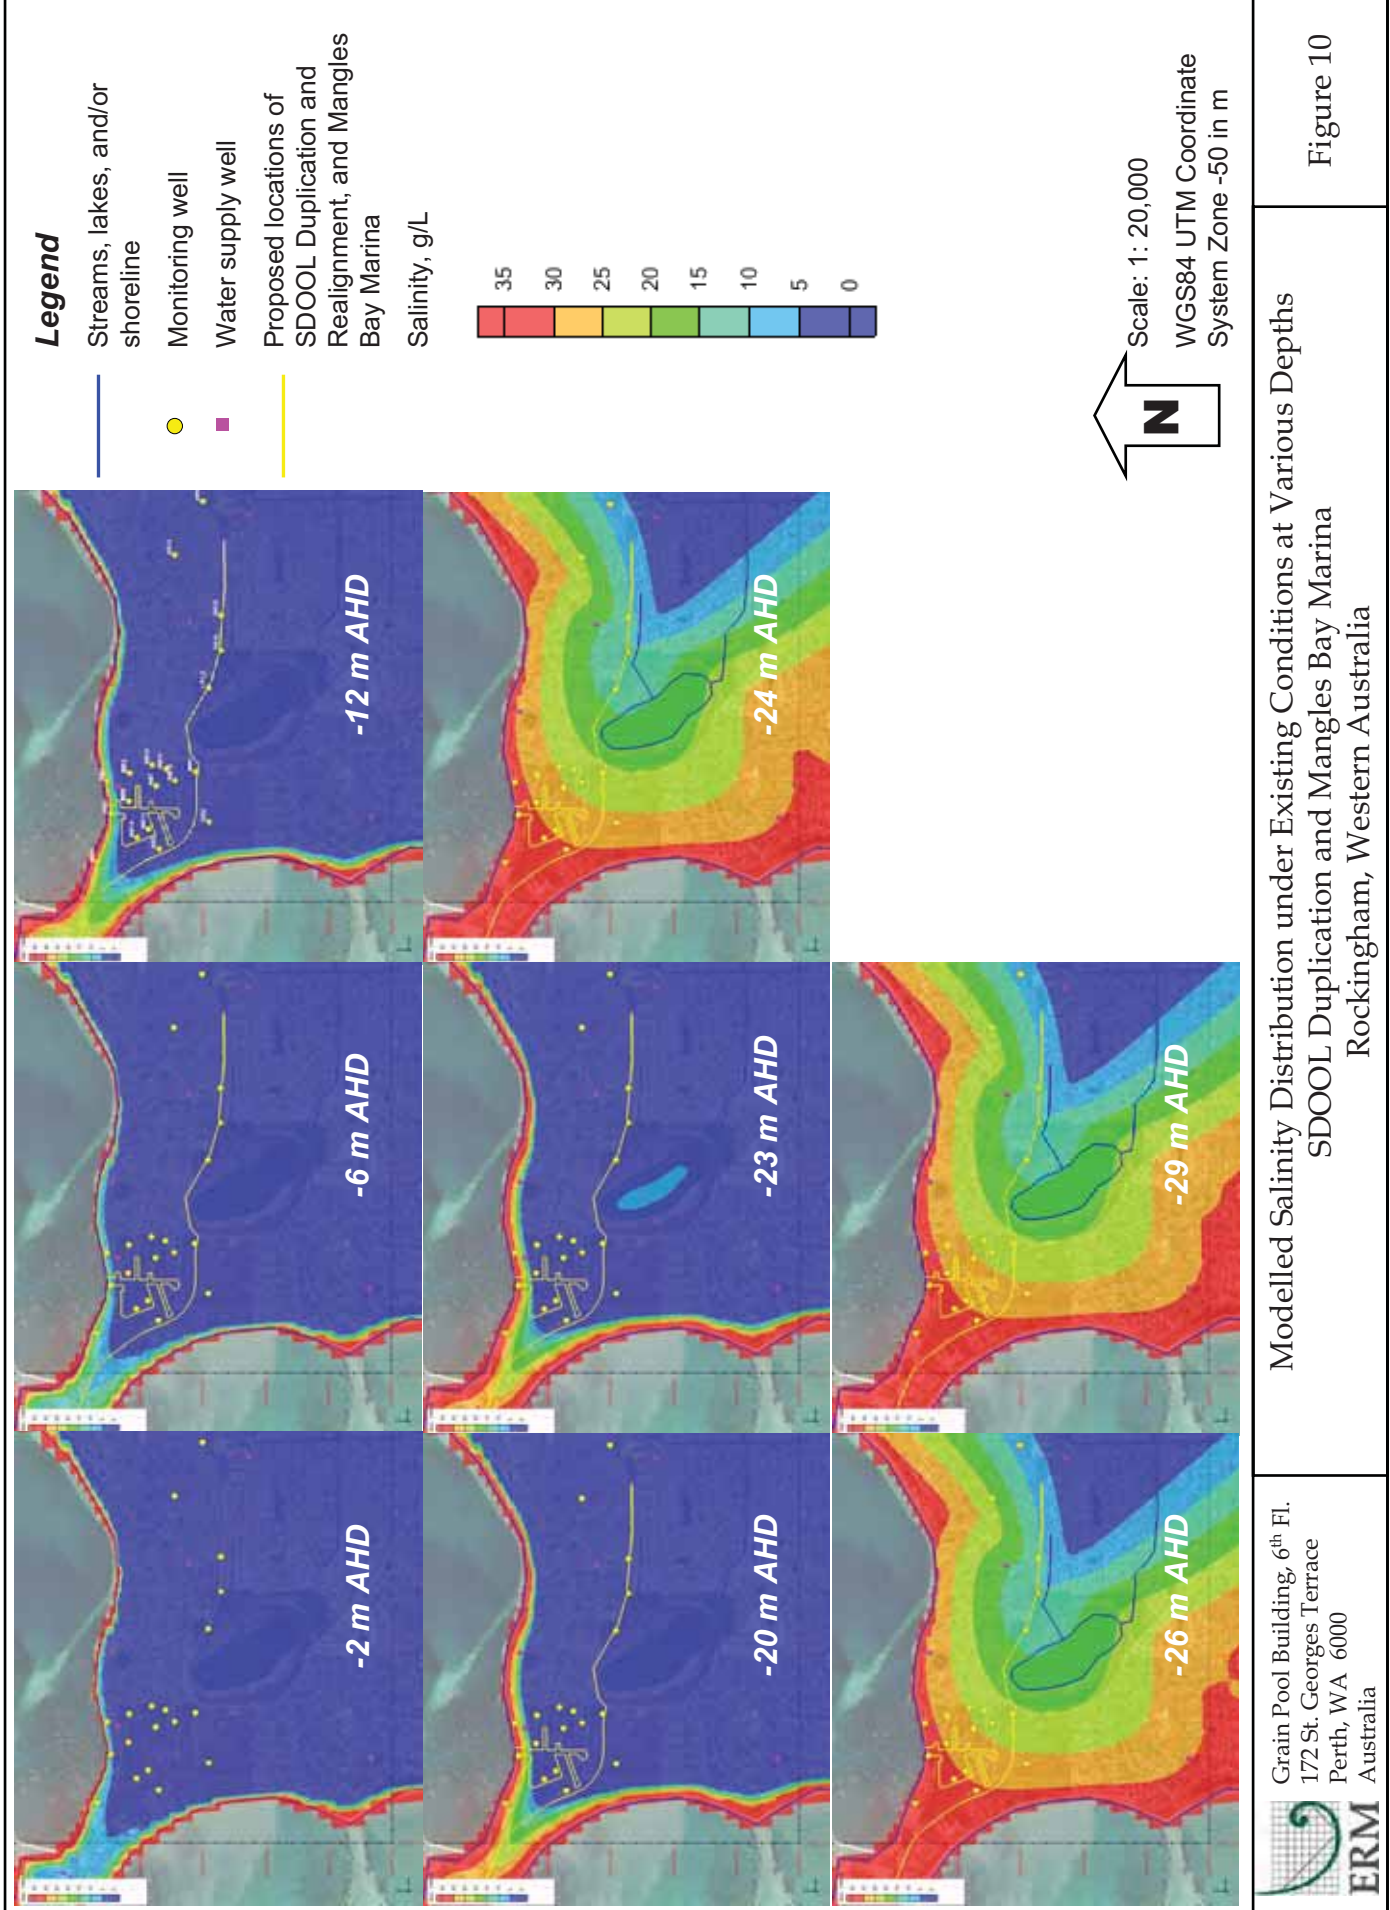 -2 m AHD
-6 m AHD
-12 m AHD
-20 m AHD
-23 m AHD
-24 m AHD
-26 m AHD
-29 m AHD
Legend
Streams, lakes, and/or
shoreline
Monitoring well
Water supply well
Proposed locations of
SDOOL Duplication and
Realignment, and Mangles
Bay Marina
Salinity, g/L
35
30
25
20
15
10
5
0
N
Scale: 1: 20,000
WGS84 UTM Coordinate
System Zone -50 in m
ERM
Grain Pool Building, 6th Fl.
172 St. Georges Terrace
Perth, WA 6000
Australia
Modelled Salinity Distribution under Existing Conditions at Various Depths
SDOOL Duplication and Mangles Bay Marina
Rockingham, Western Australia
Figure 10